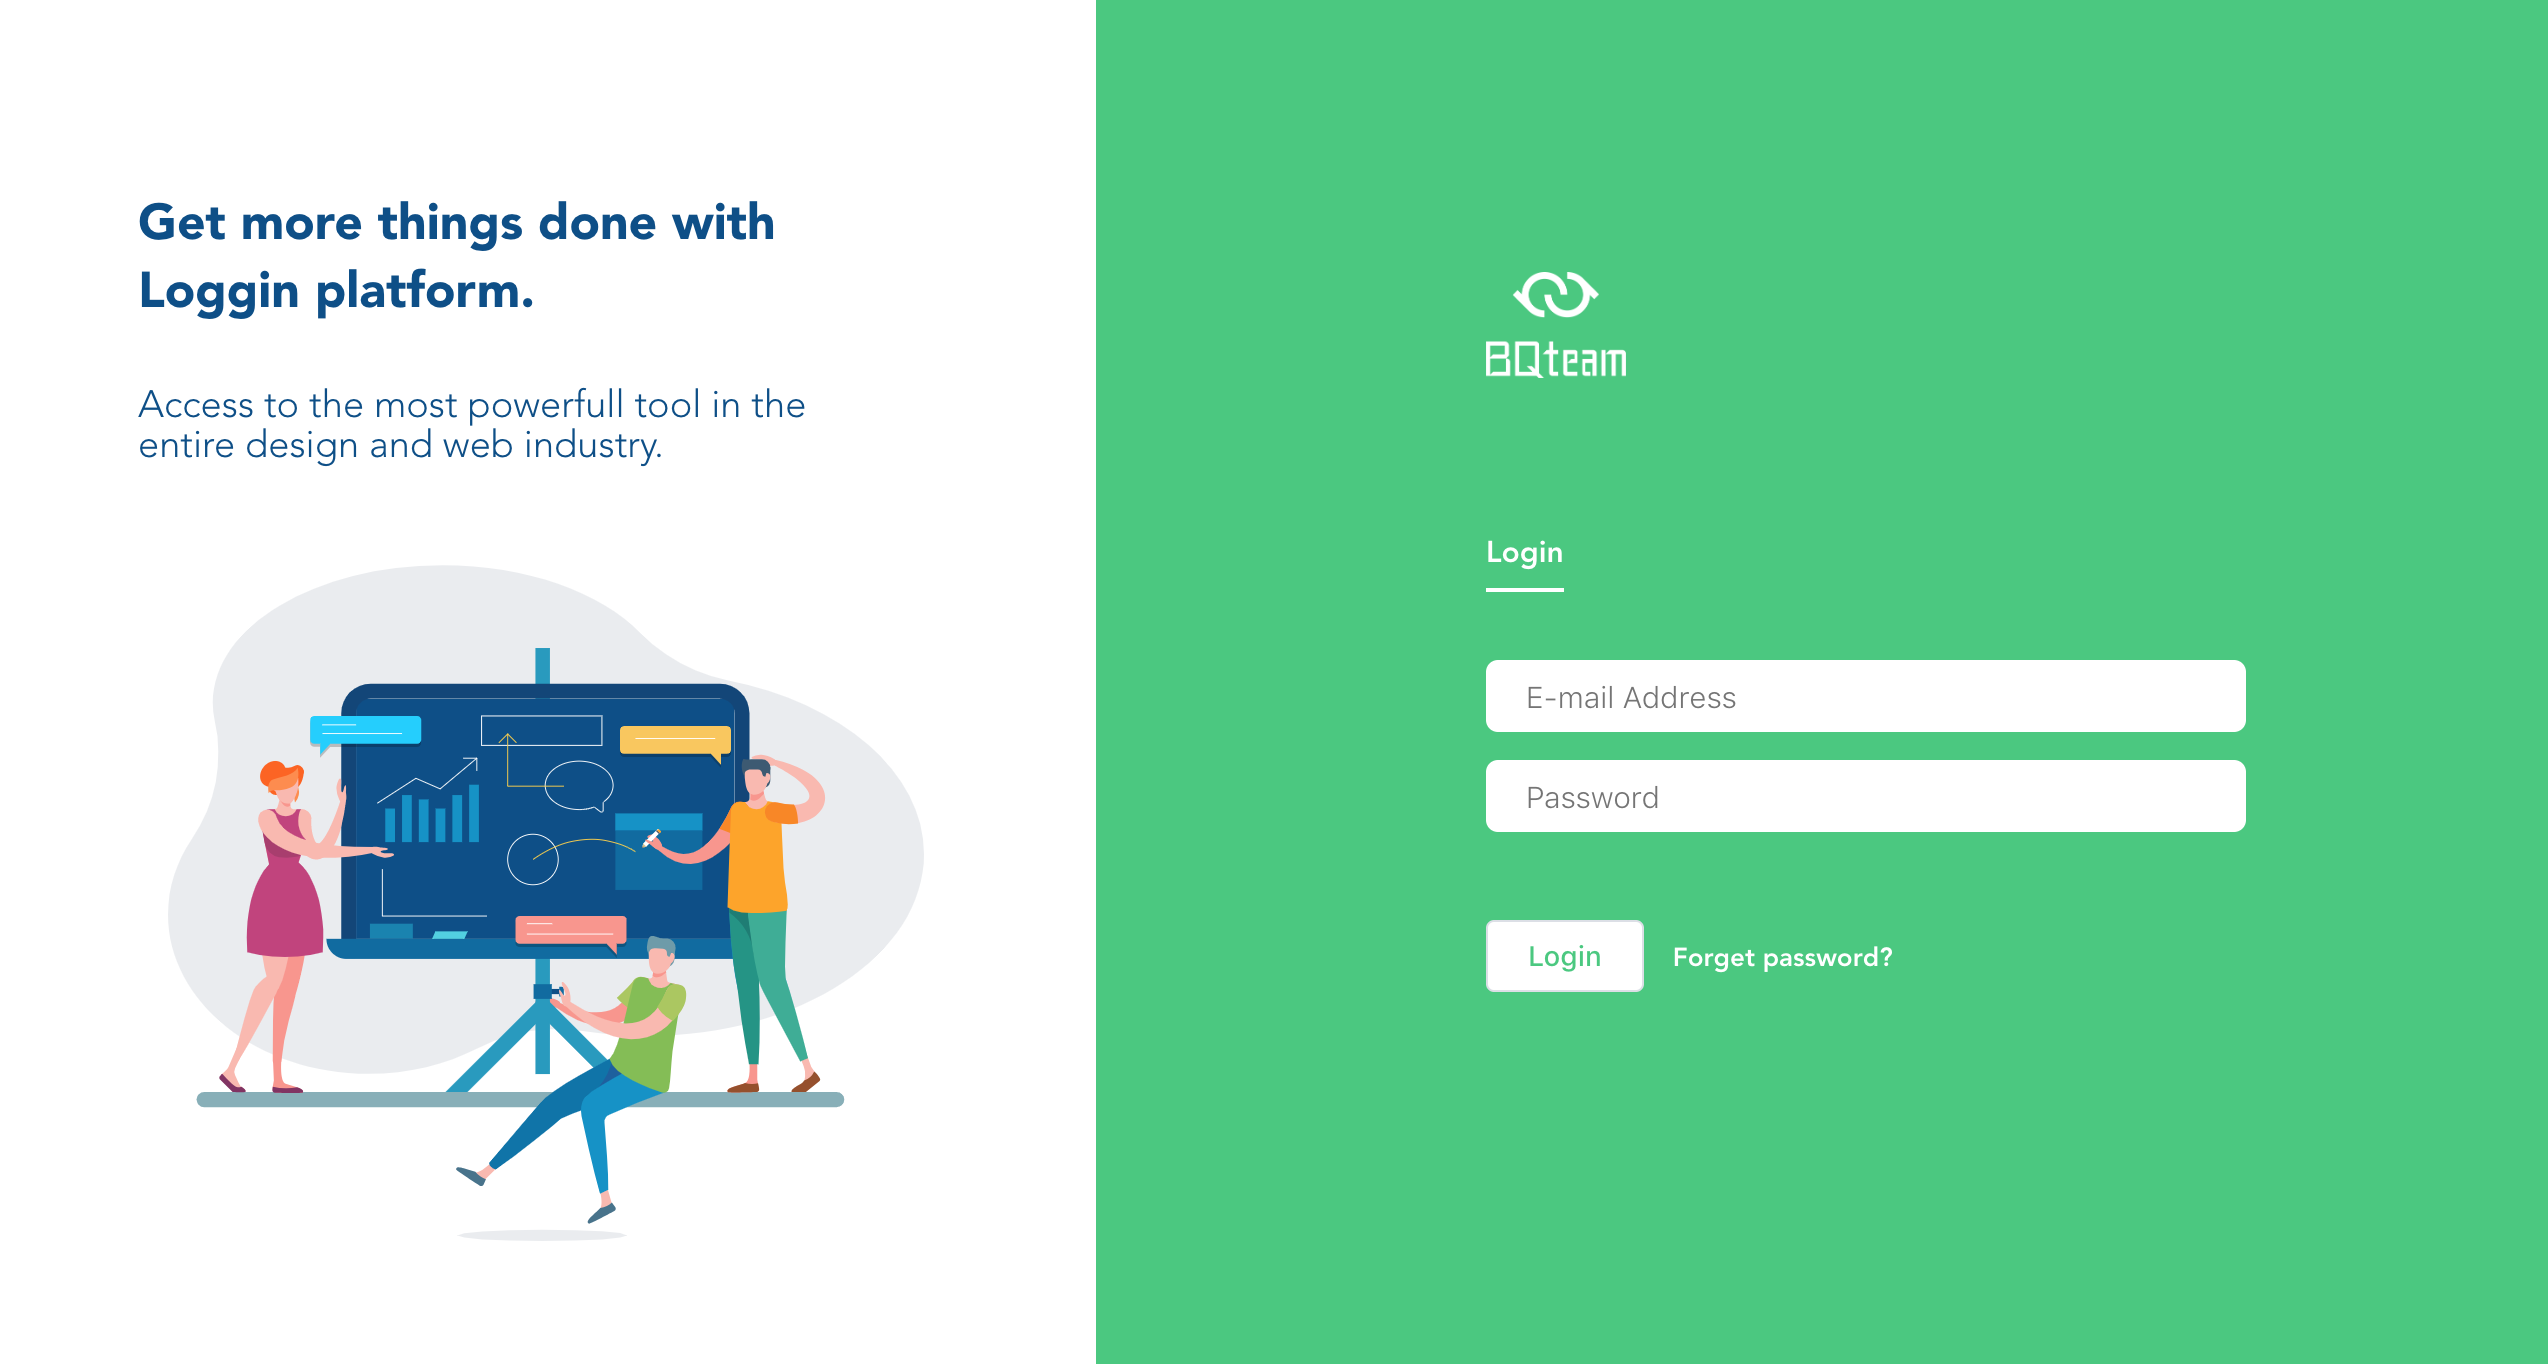 Get more things done with
Loggin platform.
Access to the most powerfull tool in the
entire design and web industry.
BQteam
Login
E-mail Address
Password
Login
Forget password?